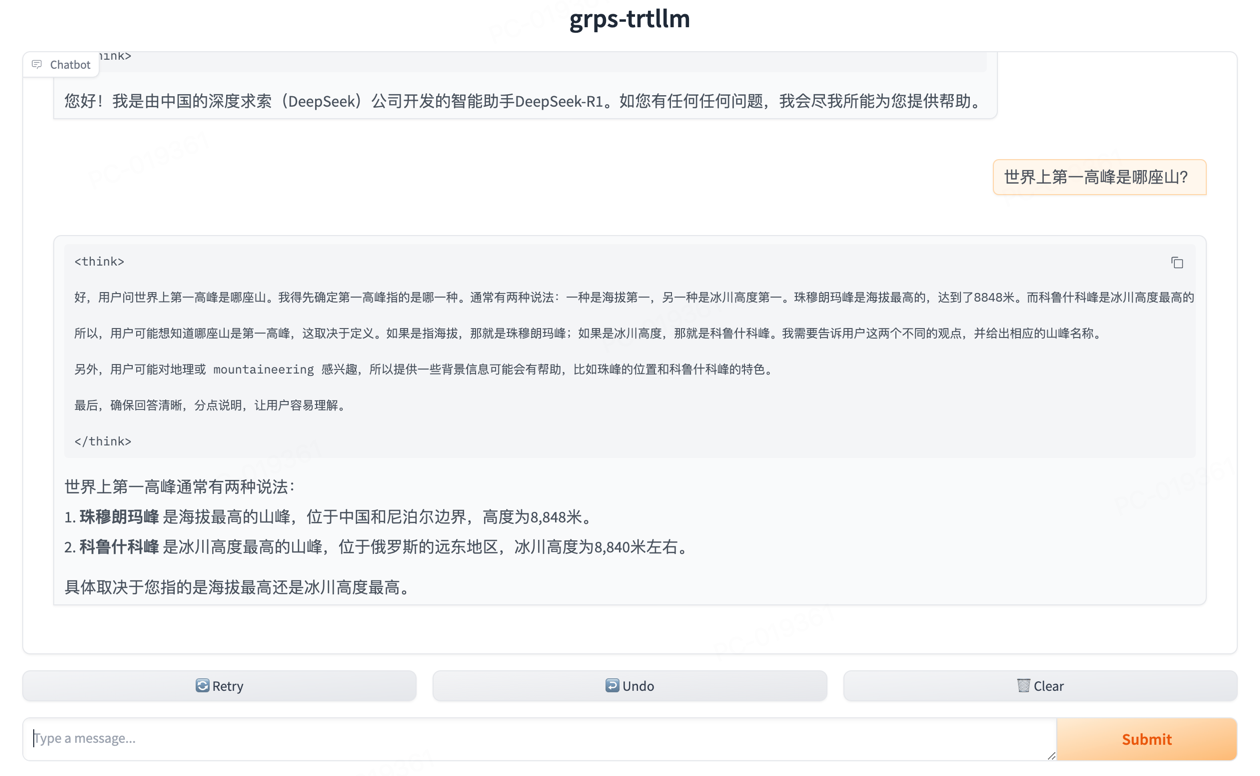 grps-trtllm
Chatbot
hink>
您好！我是由中国的深度求索（DeepSeek）公司开发的智能助手DeepSeek-R1。如您有任何任何问题，我会尽我所能为您提供帮助。
世界上第一高峰是哪座山?
<think>
好，用户问世界上第一高峰是哪座山。我得先确定第一高峰指的是哪一种。通常有两种说法：一种是海拔第一，另一种是冰川高度第一。珠穆朗玛峰是海拔最高的，达到了8848米。而科鲁什科峰是冰川高度最高的
所以，用户可能想知道哪座山是第一高峰，这取决于定义。如果是指海拔，那就是珠穆朗玛峰；如果是冰川高度，那就是科鲁什科峰。我需要告诉用户这两个不同的观点，并给出相应的山峰名称。
另外，用户可能对地理或 mountaineering 感兴趣，所以提供一些背景信息可能会有帮助，比如珠峰的位置和科鲁什科峰的特色。
最后，确保回答清晰，分点说明，让用户容易理解。
</think>
世界上第一高峰通常有两种说法：
1. 珠穆朗玛峰 是海拔最高的山峰，位于中国和尼泊尔边界，高度为8,848米。
2. 科鲁什科峰 是冰川高度最高的山峰，位于俄罗斯的远东地区，冰川高度为8,840米左右。
具体取决于您指的是海拔最高还是冰川高度最高。
Retry
Undo
Clear
Type a message...
Submit